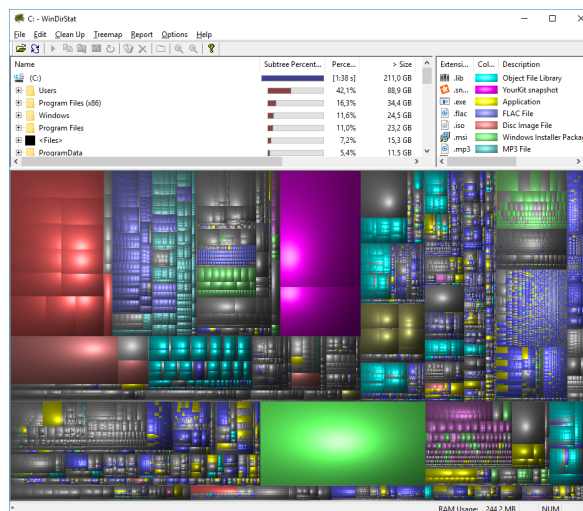 C: - WinDirStat
File Edit Clean Up Treemap Report Options Help
Name Subtree Percent... Perce... > Size
(C:) [1:38 s] 211,0 GB
Users 42,1% 88,9 GB
Program Files (x86) 16,3% 34,4 GB
Windows 11,6% 24,5 GB
Program Files 11,0% 23,2 GB
<Files> 7,2% 15,3 GB
ProgramData 5,4% 11,5 GB
Extensi... Col... Description
.lib Object File Library
.sn... YourKit snapshot
.exe Application
.flac FLAC File
.iso Disc Image File
.msi Windows Installer Packag
.mp3 MP3 File
RAM Usage: 244,2 MB NUM